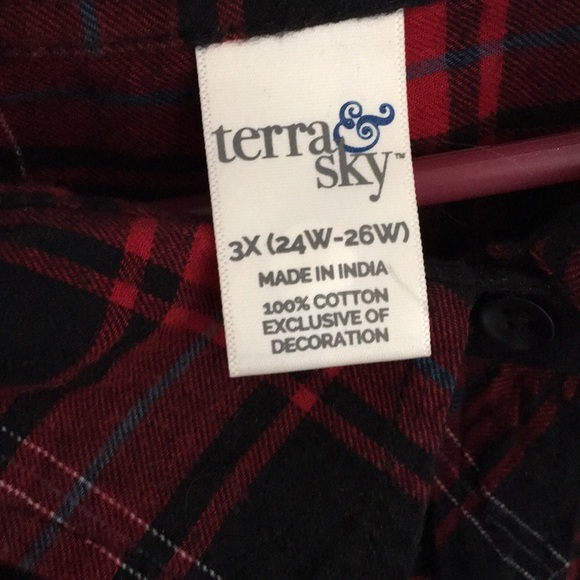 terra &
sky™
3X (24W-26W)
MADE IN INDIA
100% COTTON
EXCLUSIVE OF
DECORATION